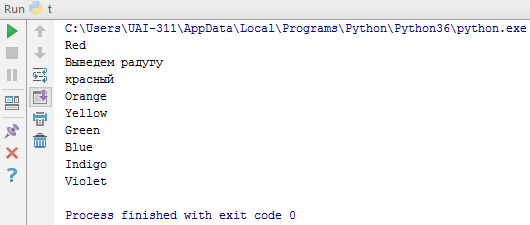 Run t
C:\Users\UAI-311\AppData\Local\Programs\Python\Python36\python.exe
Red
Выведем радугу
красный
Orange
Yellow
Green
Blue
Indigo
Violet
Process finished with exit code 0